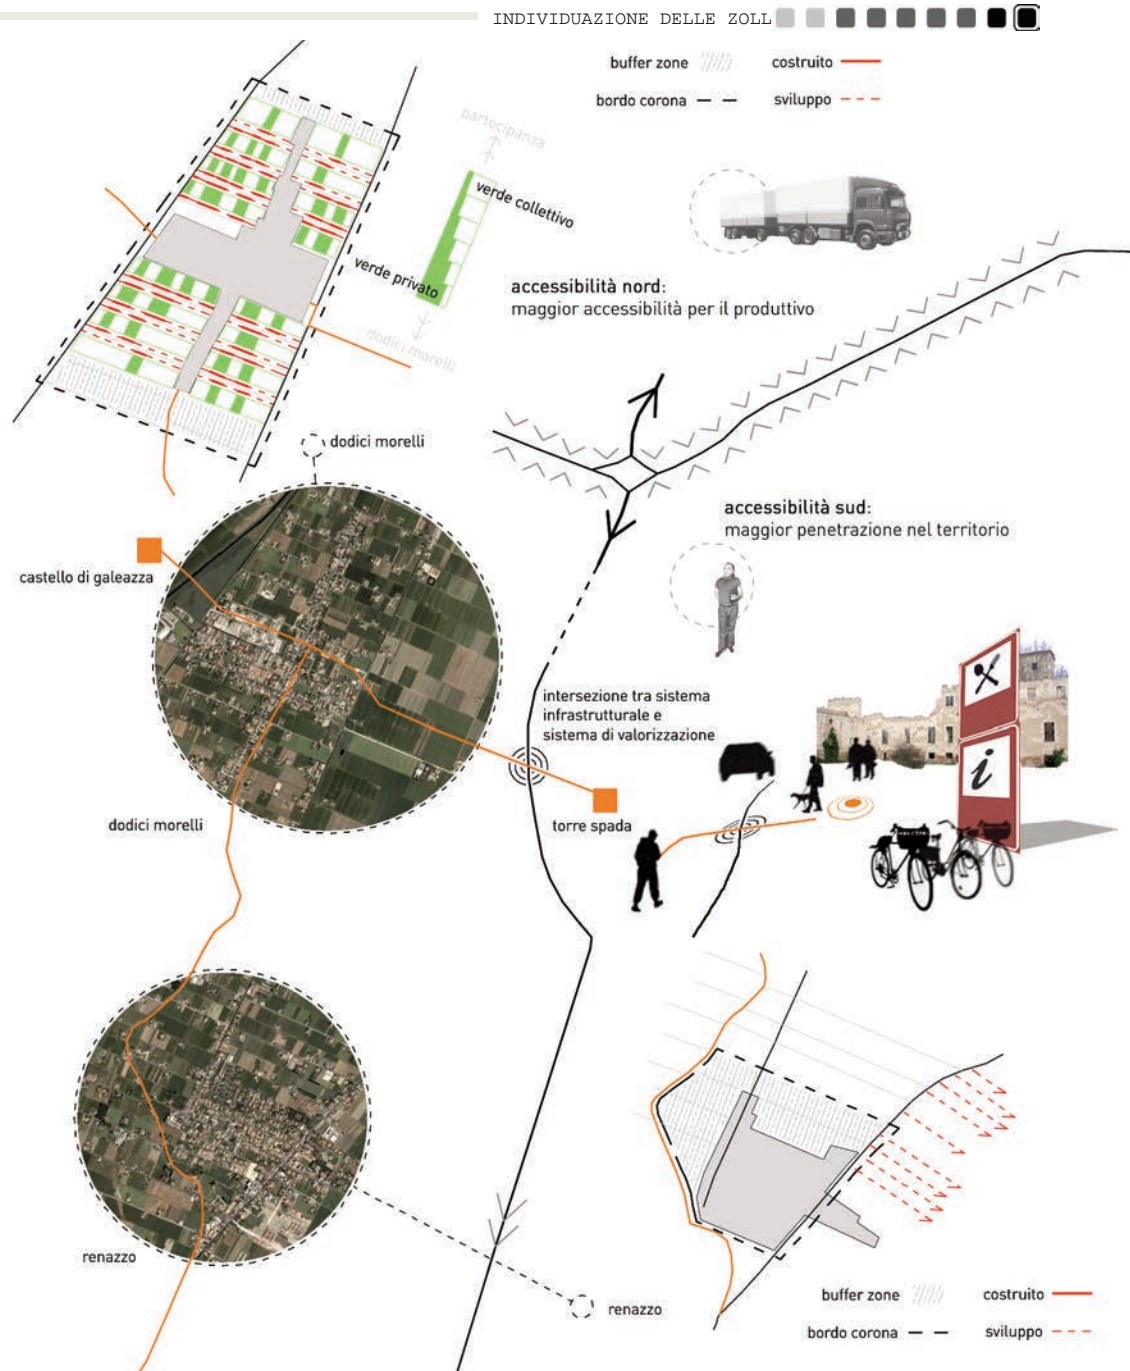 INDIVIDUAZIONE DELLE ZOLL
buffer zone
costruito
bordo corona
sviluppo
partecipanza
verde collettivo
verde privato
dodici morelli
accessibilità nord:
maggior accessibilità per il produttivo
dodici morelli
accessibilità sud:
maggior penetrazione nel territorio
castello di galeazza
intersezione tra sistema
infrastrutturale e
sistema di valorizzazione
dodici morelli
torre spada
i
renazzo
renazzo
buffer zone
costruito
bordo corona
sviluppo